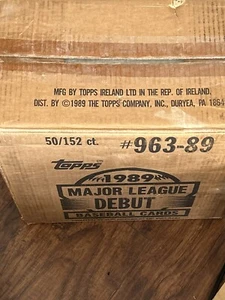 MFG BY TOPPS IRELAND LTD IN THE REP. OF IRELAND.
DIST. BY ©1989 THE TOPPS COMPANY, INC., DURYEA, PA 1864
50/152 ct. #963-89
TOPPS
1989
MAJOR LEAGUE
DEBUT
BASEBALL CARDS